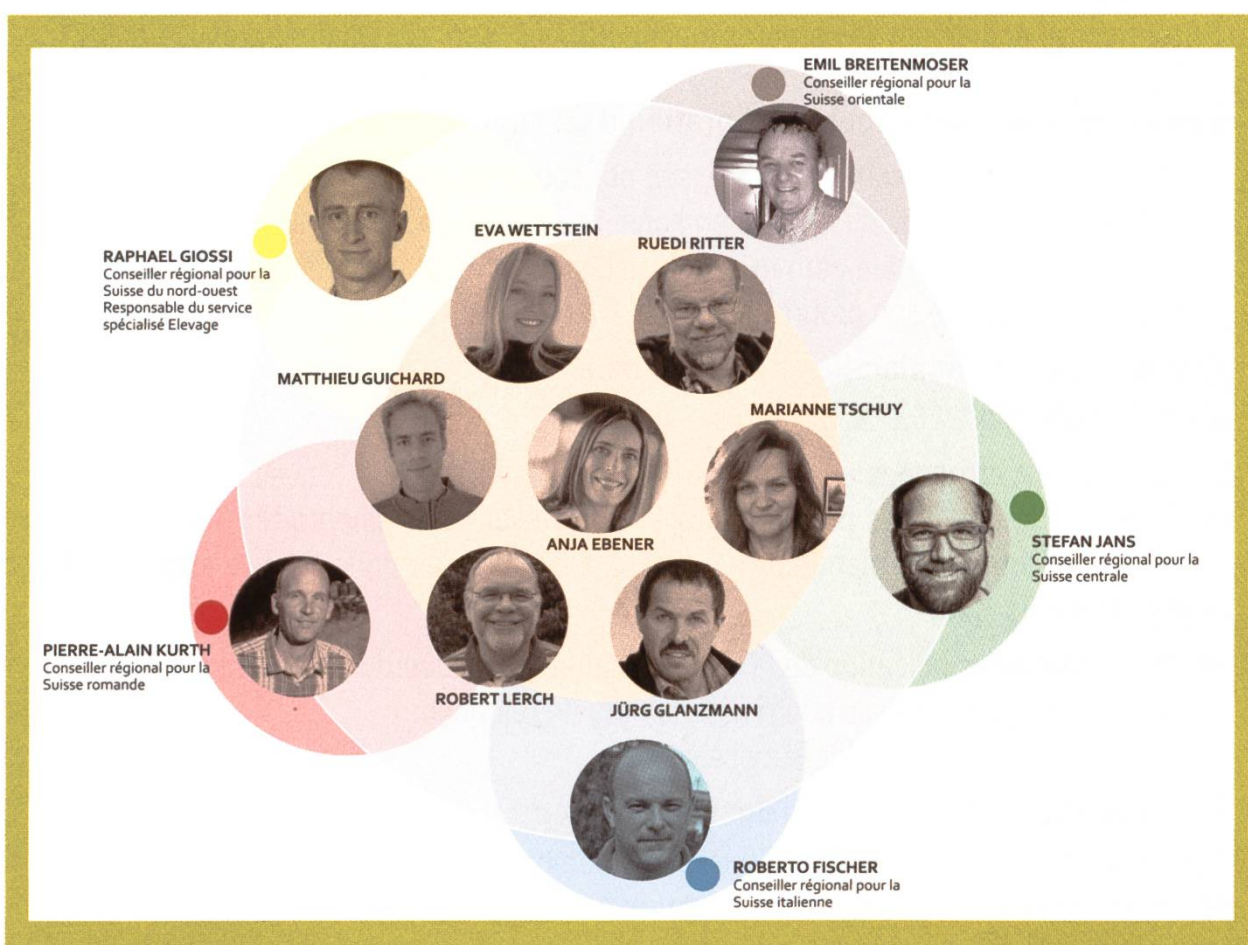 EMIL BREITENMOSER
Conseiller régional pour la
Suisse orientale
RAPHAEL GIOSSI
Conseiller régional pour la
Suisse du nord-ouest
Responsable du service
spécialisé Elevage
EVA WETTSTEIN
RUEDI RITTER
MATTHIEU GUICHARD
MARIANNE TSCHUY
ANJA EBENER
STEFAN JANS
Conseiller régional pour la
Suisse centrale
PIERRE-ALAIN KURTH
Conseiller régional pour la
Suisse romande
ROBERT LERCH
JÜRG GLANZMANN
ROBERTO FISCHER
Conseiller régional pour la
Suisse italienne